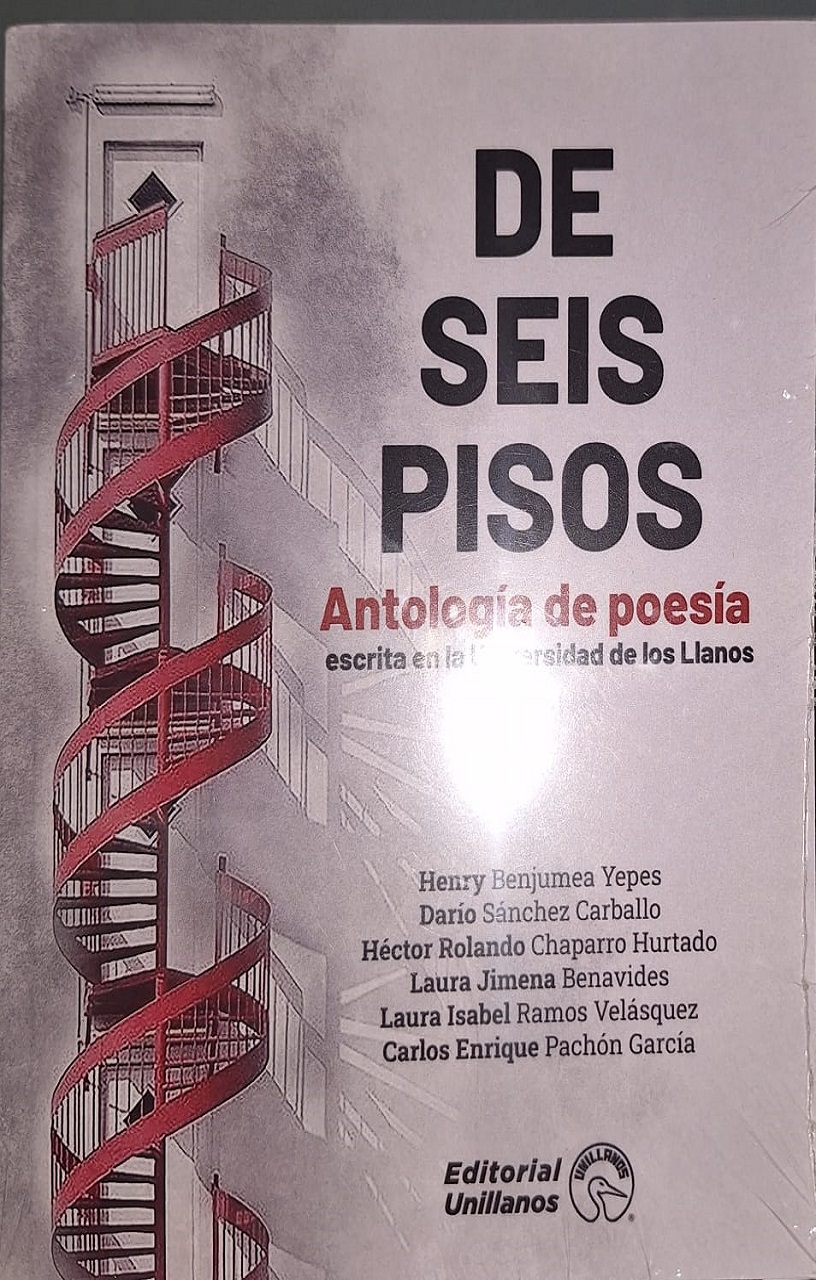 DE
SEIS
PISOS
Antología de poesía
escrita en la Universidad de los Llanos
Henry Benjumea Yepes
Darío Sánchez Carballo
Héctor Rolando Chaparro Hurtado
Laura Jimena Benavides
Laura Isabel Ramos Velásquez
Carlos Enrique Pachón García
Editorial
Unillanos
UNILLANOS